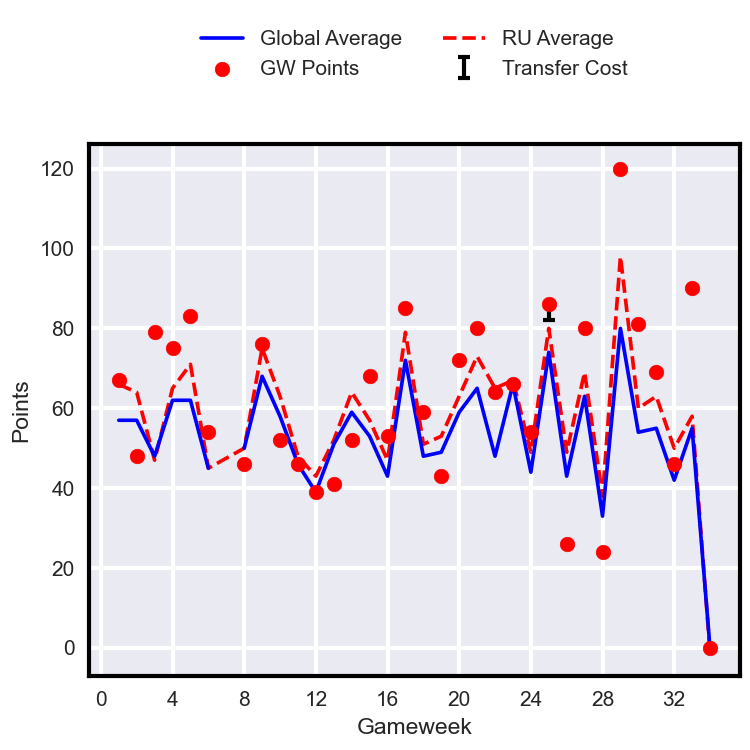 Global Average
RU Average
GW Points
Transfer Cost
120
100
80
60
40
20
0
Points
0 4 8 12 16 20 24 28 32
Gameweek